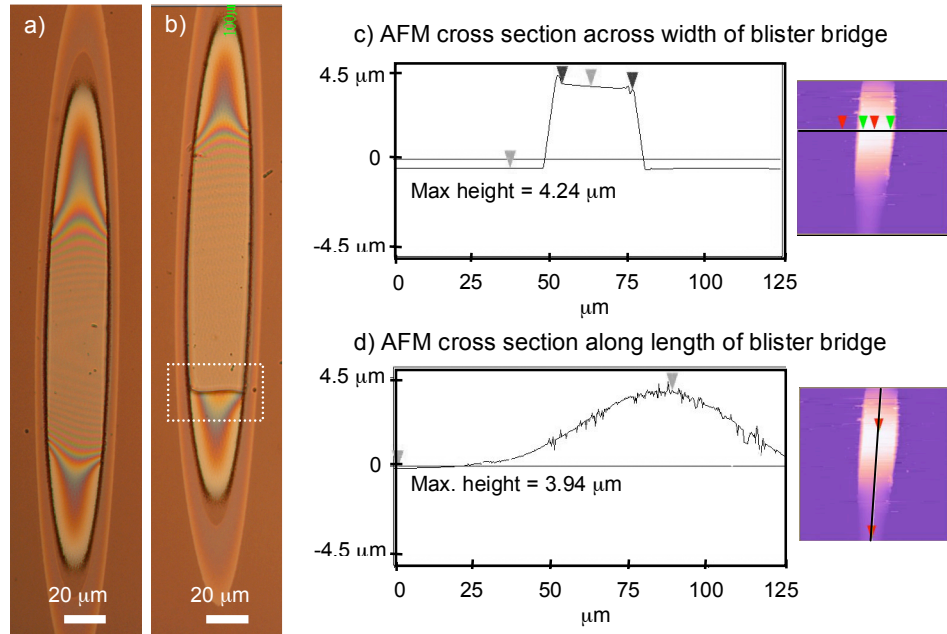 a)
b)
20 μm
20 μm
c) AFM cross section across width of blister bridge
4.5 μm
0
-4.5 μm
Max height = 4.24 μm
0 25 50 75 100 125
μm
d) AFM cross section along length of blister bridge
4.5 μm
0
-4.5 μm
Max. height = 3.94 μm
0 25 50 75 100 125
μm